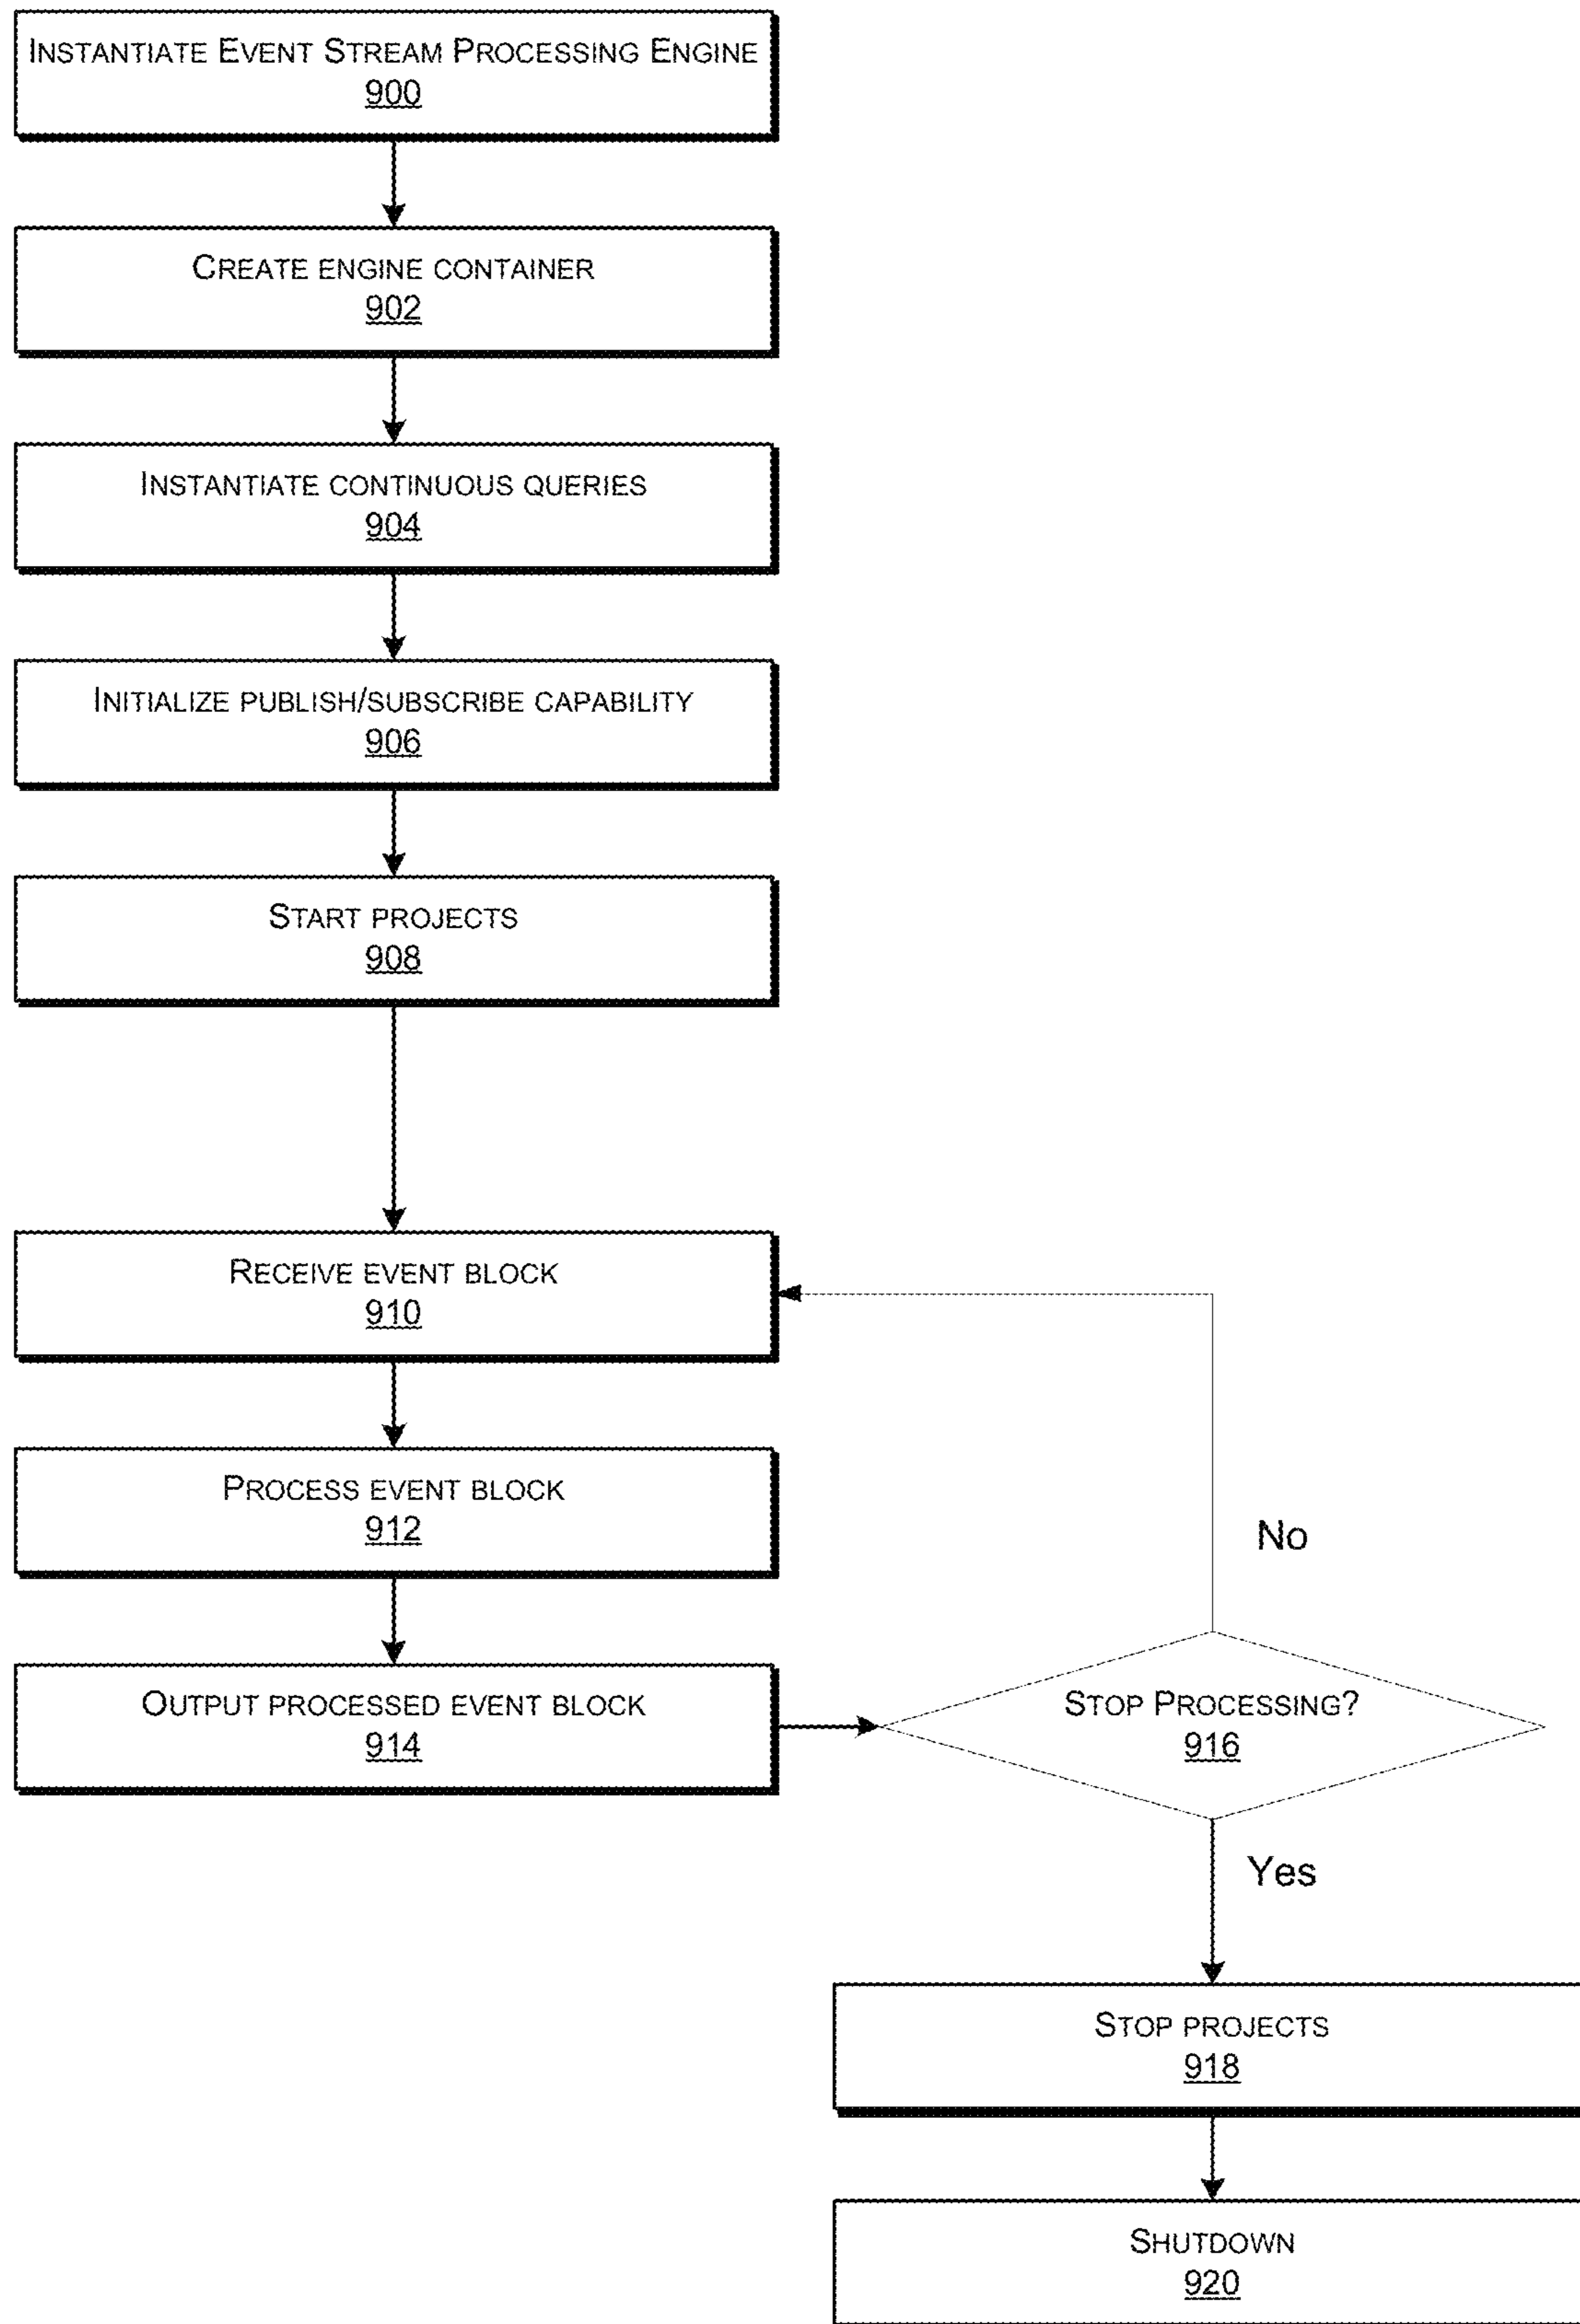 INSTANTIATE EVENT STREAM PROCESSING ENGINE
900
CREATE ENGINE CONTAINER
902
INSTANTIATE CONTINUOUS QUERIES
904
INITIALIZE PUBLISH/SUBSCRIBE CAPABILITY
906
START PROJECTS
908
RECEIVE EVENT BLOCK
910
PROCESS EVENT BLOCK
912
No
OUTPUT PROCESSED EVENT BLOCK
914
STOP PROCESSING?
916
Yes
STOP PROJECTS
918
SHUTDOWN
920